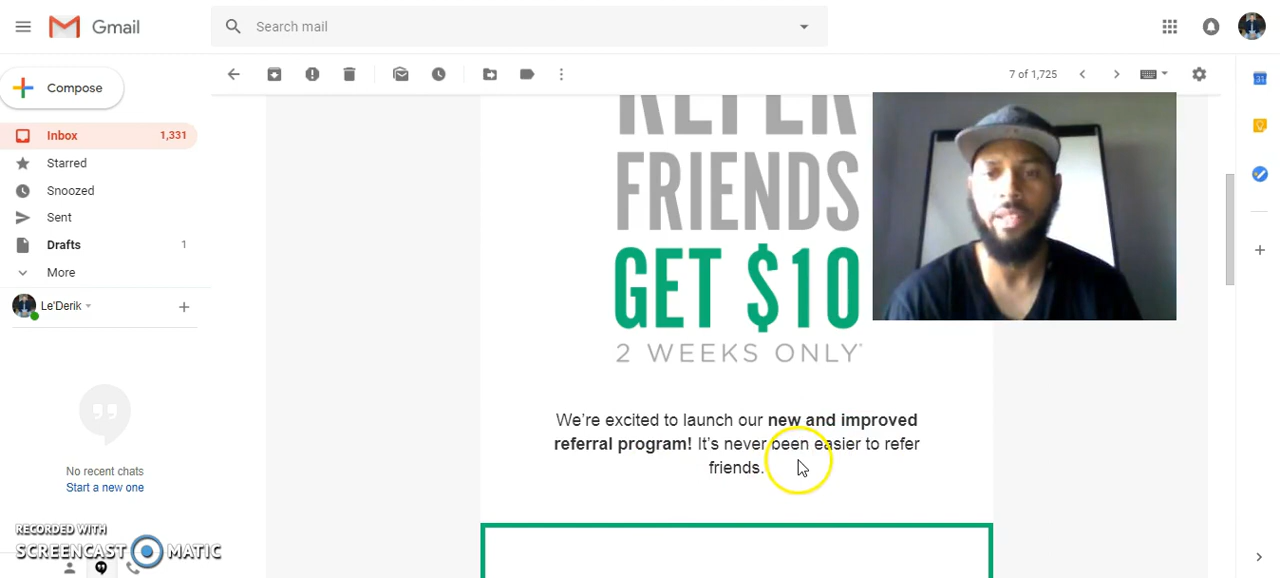 Gmail
Search mail
Compose
7 of 1,725
Inbox 1,331
Starred
Snoozed
Sent
Drafts 1
More
Le'Derik
No recent chats
Start a new one
REFER
FRIENDS
GET $10
2 WEEKS ONLY*
We're excited to launch our new and improved
referral program! It's never been easier to refer
friends.
RECORDED WITH
SCREENCAST MATIC
31